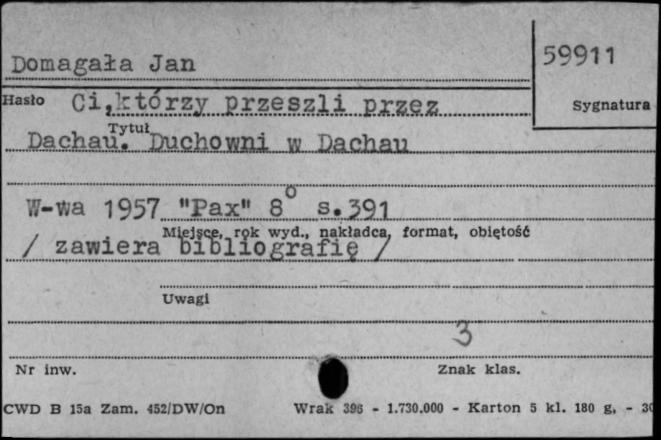 Domagała Jan
59911
Hasło Ci,którzy przeszli przez
Sygnatura
Tytuł
Dachau. Duchowni w Dachau
W-wa 1957 "Pax" 8° s.391
Miejsce, rok wyd., nakładca, format, objętość
/ zawiera bibliografię /
Uwagi
3
Nr inw. Znak klas.
CWD B 15a Zam. 452/DW/On Wrak 396 - 1.730.000 - Karton 5 kl. 180 g, - 30